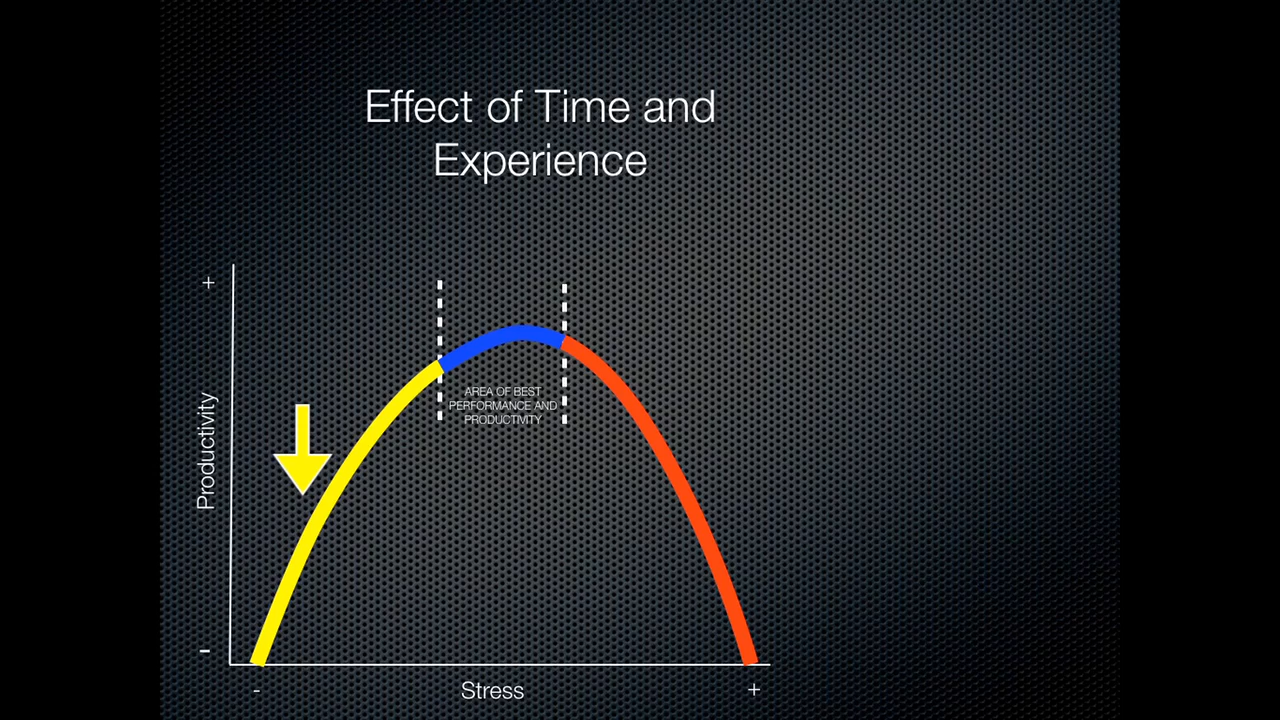 Effect of Time and
Experience
+
Productivity
-
AREA OF BEST
PERFORMANCE AND
PRODUCTIVITY
-
Stress
+